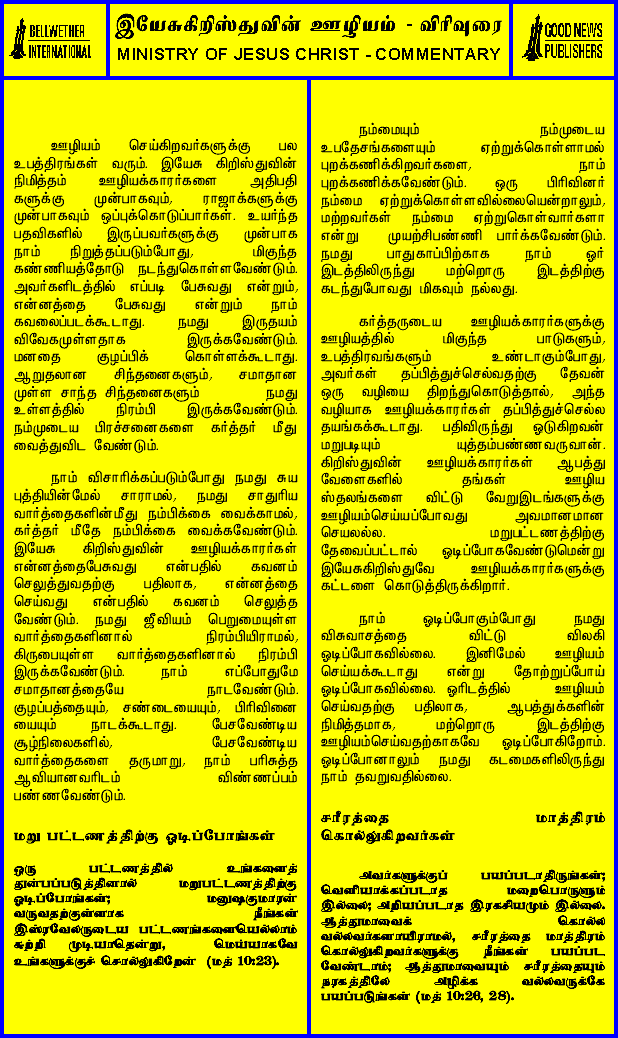 BELLWETHER
INTERNATIONAL
இயேசுகிறிஸ்துவின் ஊழியம் - விரிவுரை
MINISTRY OF JESUS CHRIST - COMMENTARY
GOOD NEWS
PUBLISHERS
ஊழியம் செய்கிறவர்களுக்கு பல
உபத்திரங்கள் வரும். இயேசு கிறிஸ்துவின்
நிமித்தம் ஊழியக்காரர்களை அதிபதி
களுக்கு முன்பாகவும், ராஜாக்களுக்கு
முன்பாகவும் ஒப்புக்கொடுப்பார்கள். உயர்ந்த
பதவிகளில் இருப்பவர்களுக்கு முன்பாக
நாம் நிறுத்தப்படும்போது, மிகுந்த
கண்ணியத்தோடு நடந்துகொள்ளவேண்டும்.
அவர்களிடத்தில் எப்படி பேசுவது என்றும்,
என்னத்தை பேசுவது என்றும் நாம்
கவலைப்படக்கூடாது. நமது இருதயம்
விவேகமுள்ளதாக இருக்கவேண்டும்.
மனதை குழப்பிக் கொள்ளக்கூடாது.
ஆறுதலான சிந்தனைகளும், சமாதான
முள்ள சாந்த சிந்தனைகளும் நமது
உள்ளத்தில் நிரம்பி இருக்கவேண்டும்.
நம்முடைய பிரச்சனைகளை கர்த்தர் மீது
வைத்துவிட வேண்டும்.
நாம் விசாரிக்கப்படும்போது நமது சுய
புத்தியின்மேல் சாராமல், நமது சாதுரிய
வார்த்தைகளின்மீது நம்பிக்கை வைக்காமல்,
கர்த்தர் மீதே நம்பிக்கை வைக்கவேண்டும்.
இயேசு கிறிஸ்துவின் ஊழியக்காரர்கள்
என்னத்தைபேசுவது என்பதில் கவனம்
செலுத்துவதற்கு பதிலாக, என்னத்தை
செய்வது என்பதில் கவனம் செலுத்த
வேண்டும். நமது ஜீவியம் பெறுமையுள்ள
வார்த்தைகளினால் நிரம்பியிராமல்,
கிருபையுள்ள வார்த்தைகளினால் நிரம்பி
இருக்கவேண்டும். நாம் எப்போதுமே
சமாதானத்தையே நாடவேண்டும்.
குழப்பத்தையும், சண்டையையும், பிரிவினை
யையும் நாடக்கூடாது. பேசவேண்டிய
சூழ்நிலைகளில், பேசவேண்டிய
வார்த்தைகளை தருமாறு, நாம் பரிசுத்த
ஆவியானவரிடம் விண்ணப்பம்
பண்ணவேண்டும்.
மறு பட்டணத்திற்கு ஓடிப்போங்கள்
ஒரு பட்டணத்தில் உங்களைத்
துன்பப்படுத்தினால் மறுபட்டணத்திற்கு
ஓடிப்போங்கள்; மனுஷகுமாரன்
வருவதற்குள்ளாக நீங்கள்
இஸ்ரவேலருடைய பட்டணங்களையெல்லாம்
சுற்றி முடியாதென்று, மெய்யாகவே
உங்களுக்குச் சொல்லுகிறேன் (மத் 10:23).
நம்மையும் நம்முடைய
உபதேசங்களையும் ஏற்றுக்கொள்ளாமல்
புறக்கணிக்கிறவர்களை, நாம்
புறக்கணிக்கவேண்டும். ஒரு பிரிவினர்
நம்மை ஏற்றுக்கொள்ளவில்லையென்றாலும்,
மற்றவர்கள் நம்மை ஏற்றுகொள்வார்களா
என்று முயற்சிபண்ணி பார்க்கவேண்டும்.
நமது பாதுகாப்பிற்காக நாம் ஓர்
இடத்திலிருந்து மற்றொரு இடத்திற்கு
கடந்துபோவது மிகவும் நல்லது.
கர்த்தருடைய ஊழியக்காரர்களுக்கு
ஊழியத்தில் மிகுந்த பாடுகளும்,
உபத்திரவங்களும் உண்டாகும்போது,
அவர்கள் தப்பித்துச்செல்வதற்கு தேவன்
ஒரு வழியை திறந்துகொடுத்தால், அந்த
வழியாக ஊழியக்காரர்கள் தப்பித்துச்செல்ல
தயங்கக்கூடாது. பதிவிருந்து ஒடுகிறவன்
மறுபடியும் யுத்தம்பண்ணவருவான்.
கிறிஸ்துவின் ஊழியக்காரர்கள் ஆபத்து
வேளைகளில் தங்கள் ஊழிய
ஸ்தலங்களை விட்டு வேறுஇடங்களுக்கு
ஊழியம்செய்யப்போவது அவமானமான
செயலல்ல. மறுபட்டணத்திற்கு
தேவைப்பட்டால் ஓடிப்போகவேண்டுமென்று
இயேசுகிறிஸ்துவே ஊழியக்காரர்களுக்கு
கட்டளை கொடுத்திருக்கிறார்.
நாம் ஓடிப்போகும்போது நமது
விசுவாசத்தை விட்டு விலகி
ஓடிப்போகவில்லை. இனிமேல் ஊழியம்
செய்யக்கூடாது என்று தோற்றுப்போய்
ஓடிப்போகவில்லை. ஓரிடத்தில் ஊழியம்
செய்வதற்கு பதிலாக, ஆபத்துக்களின்
நிமித்தமாக, மற்றொரு இடத்திற்கு
ஊழியம்செய்வதற்காகவே ஓடிப்போகிறோம்.
ஓடிப்போனாலும் நமது கடமைகளிலிருந்து
நாம் தவறுவதில்லை.
சரீரத்தை மாத்திரம்
கொல்லுகிறவர்கள்
அவர்களுக்குப் பயப்படாதிருங்கள்;
வெளியாக்கப்படாத மறைபொருளும்
இல்லை; அறியப்படாத இரகசியமும் இல்லை.
ஆத்துமாவைக் கொல்ல
வல்லவர்களாயிராமல், சரீரத்தை மாத்திரம்
கொல்லுகிறவர்களுக்கு நீங்கள் பயப்பட
வேண்டாம்; ஆத்துமாவையும் சரீரத்தையும்
நரகத்திலே அழிக்க வல்லவருக்கே
பயப்படுங்கள் (மத் 10:26, 28).